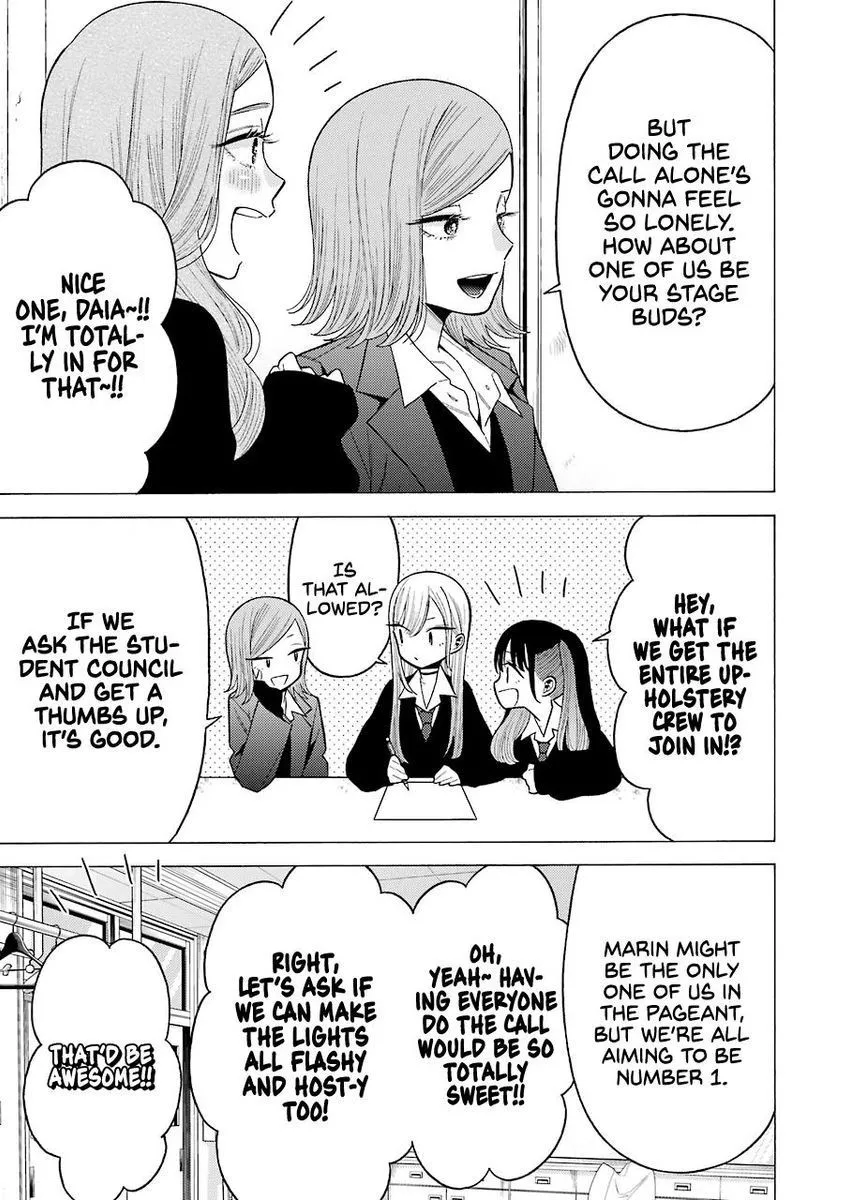 BUT
DOING THE
CALL ALONE'S
GONNA FEEL
SO LONELY.
HOW ABOUT
ONE OF US BE
YOUR STAGE
BUDS?
NICE
ONE, DAIA~!!
I'M TOTAL-
LY IN FOR
THAT~!!
HEY,
WHAT IF
WE GET THE
ENTIRE UP-
HOLSTERY
CREW TO
JOIN IN!?
IS
THAT AL-
LOWED?
IF WE
ASK THE STU-
DENT COUNCIL
AND GET A
THUMBS UP,
IT'S GOOD.
MARIN MIGHT
BE THE ONLY
ONE OF US IN
THE PAGEANT,
BUT WE'RE ALL
AIMING TO BE
NUMBER 1.
OH,
YEAH~ HAV-
ING EVERYONE
DO THE CALL
WOULD BE SO
TOTALLY
SWEET!!
RIGHT,
LET'S ASK IF
WE CAN MAKE
THE LIGHTS
ALL FLASHY
AND HOST-Y
TOO!
THAT'D BE
AWESOME!!